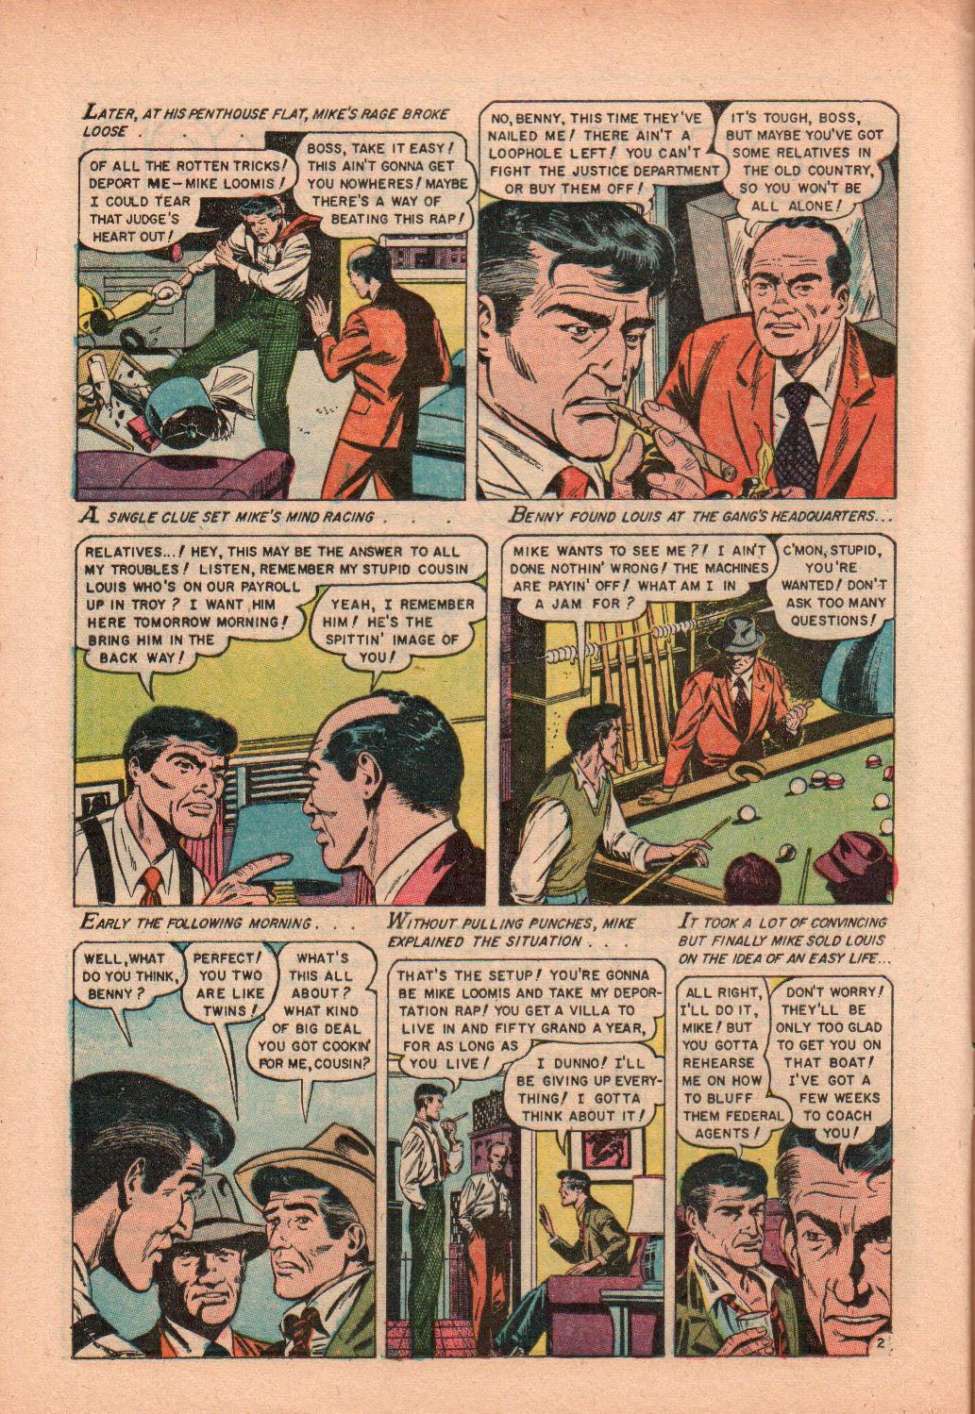 LATER, AT HIS PENTHOUSE FLAT, MIKE'S RAGE BROKE
LOOSE . . .
OF ALL THE ROTTEN TRICKS!
DEPORT ME—MIKE LOOMIS!
I COULD TEAR
THAT JUDGE'S
HEART OUT!
BOSS, TAKE IT EASY!
THIS AIN'T GONNA GET
YOU NOWHERES! MAYBE
THERE'S A WAY OF
BEATING THIS RAP!
NO, BENNY, THIS TIME THEY'VE
NAILED ME! THERE AIN'T A
LOOPHOLE LEFT! YOU CAN'T
FIGHT THE JUSTICE DEPARTMENT
OR BUY THEM OFF!
IT'S TOUGH, BOSS,
BUT MAYBE YOU'VE GOT
SOME RELATIVES IN
THE OLD COUNTRY,
SO YOU WON'T BE
ALL ALONE!
A SINGLE CLUE SET MIKE'S MIND RACING . . . .
RELATIVES...! HEY, THIS MAY BE THE ANSWER TO ALL
MY TROUBLES! LISTEN, REMEMBER MY STUPID COUSIN
LOUIS WHO'S ON OUR PAYROLL
UP IN TROY? I WANT HIM
HERE TOMORROW MORNING!
BRING HIM IN THE
BACK WAY!
YEAH, I REMEMBER
HIM! HE'S THE
SPITTIN' IMAGE OF
YOU!
BENNY FOUND LOUIS AT THE GANG'S HEADQUARTERS...
MIKE WANTS TO SEE ME?! I AIN'T
DONE NOTHIN' WRONG! THE MACHINES
ARE PAYIN' OFF! WHAT AM I IN
A JAM FOR?
C'MON, STUPID,
YOU'RE
WANTED! DON'T
ASK TOO MANY
QUESTIONS!
EARLY THE FOLLOWING MORNING. . .
WELL, WHAT
DO YOU THINK,
BENNY?
PERFECT!
YOU TWO
ARE LIKE
TWINS!
WHAT'S
THIS ALL
ABOUT?
WHAT KIND
OF BIG DEAL
YOU GOT COOKIN'
FOR ME, COUSIN?
WITHOUT PULLING PUNCHES, MIKE
EXPLAINED THE SITUATION . . .
THAT'S THE SETUP! YOU'RE GONNA
BE MIKE LOOMIS AND TAKE MY DEPOR-
TATION RAP! YOU GET A VILLA TO
LIVE IN AND FIFTY GRAND A YEAR,
FOR AS LONG AS
YOU LIVE!
I DUNNO! I'LL
BE GIVING UP EVERY-
THING! I GOTTA
THINK ABOUT IT!
IT TOOK A LOT OF CONVINCING
BUT FINALLY MIKE SOLD LOUIS
ON THE IDEA OF AN EASY LIFE...
ALL RIGHT,
I'LL DO IT,
MIKE! BUT
YOU GOTTA
REHEARSE
ME ON HOW
TO BLUFF
THEM FEDERAL
AGENTS!
DON'T WORRY!
THEY'LL BE
ONLY TOO GLAD
TO GET YOU ON
THAT BOAT!
I'VE GOT A
FEW WEEKS
TO COACH
YOU!
2